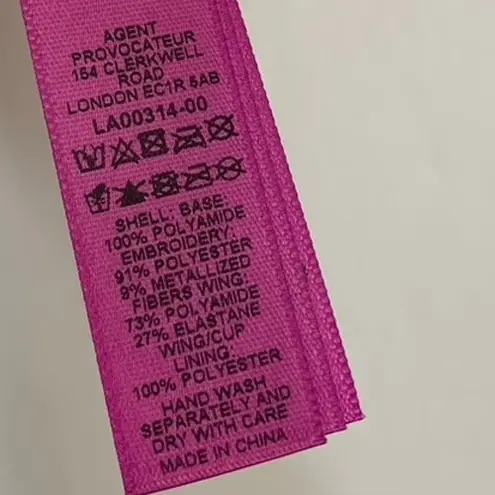 AGENT
PROVOCATEUR
154 CLERKWELL
ROAD
LONDON EC1R 5AB
LA00314-00
SHELL: BASE:
100% POLYAMIDE
EMBROIDERY:
91% POLYESTER
9% METALLIZED
FIBERS WING:
73% POLYAMIDE
27% ELASTANE
WING/CUP
LINING:
100% POLYESTER
HAND WASH
SEPARATELY AND
DRY WITH CARE
MADE IN CHINA